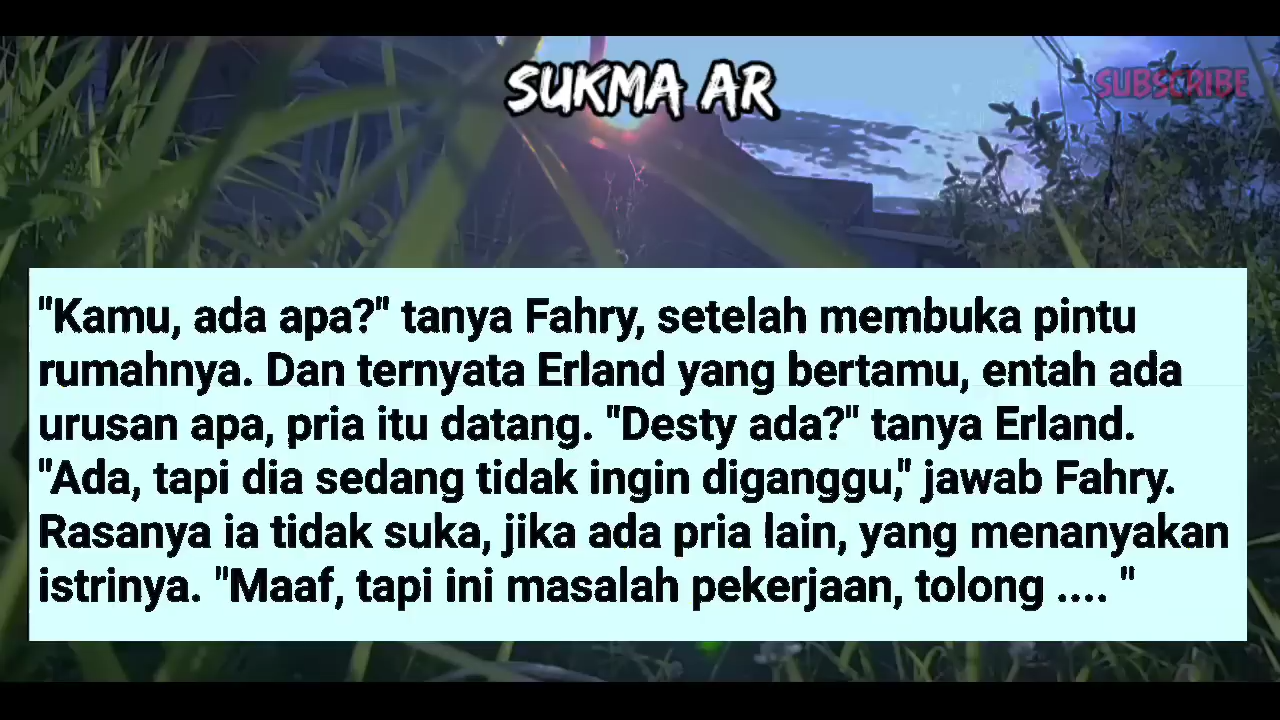 SUKMA AR
SUBSCRIBE
"Kamu, ada apa?" tanya Fahry, setelah membuka pintu
rumahnya. Dan ternyata Erland yang bertamu, entah ada
urusan apa, pria itu datang. "Desty ada?" tanya Erland.
"Ada, tapi dia sedang tidak ingin diganggu," jawab Fahry.
Rasanya ia tidak suka, jika ada pria lain, yang menanyakan
istrinya. "Maaf, tapi ini masalah pekerjaan, tolong .... "